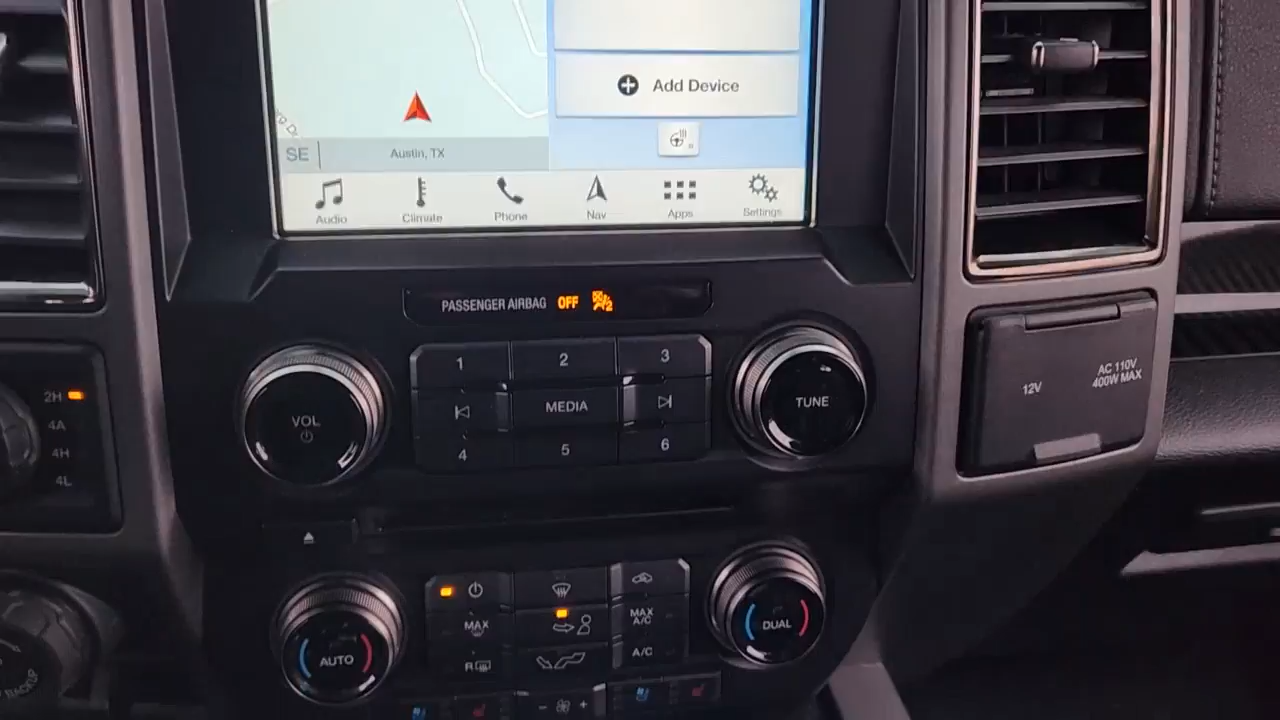 Add Device
SE
Austin, TX
Audio
Climate
Phone
Nav
Apps
Settings
PASSENGER AIRBAG OFF
1
2
3
VOL
MEDIA
TUNE
4
5
6
2H
4A
4H
4L
12V
AC 110V
400W MAX
MAX
MAX
A/C
AUTO
DUAL
R
A/C
BACKUP